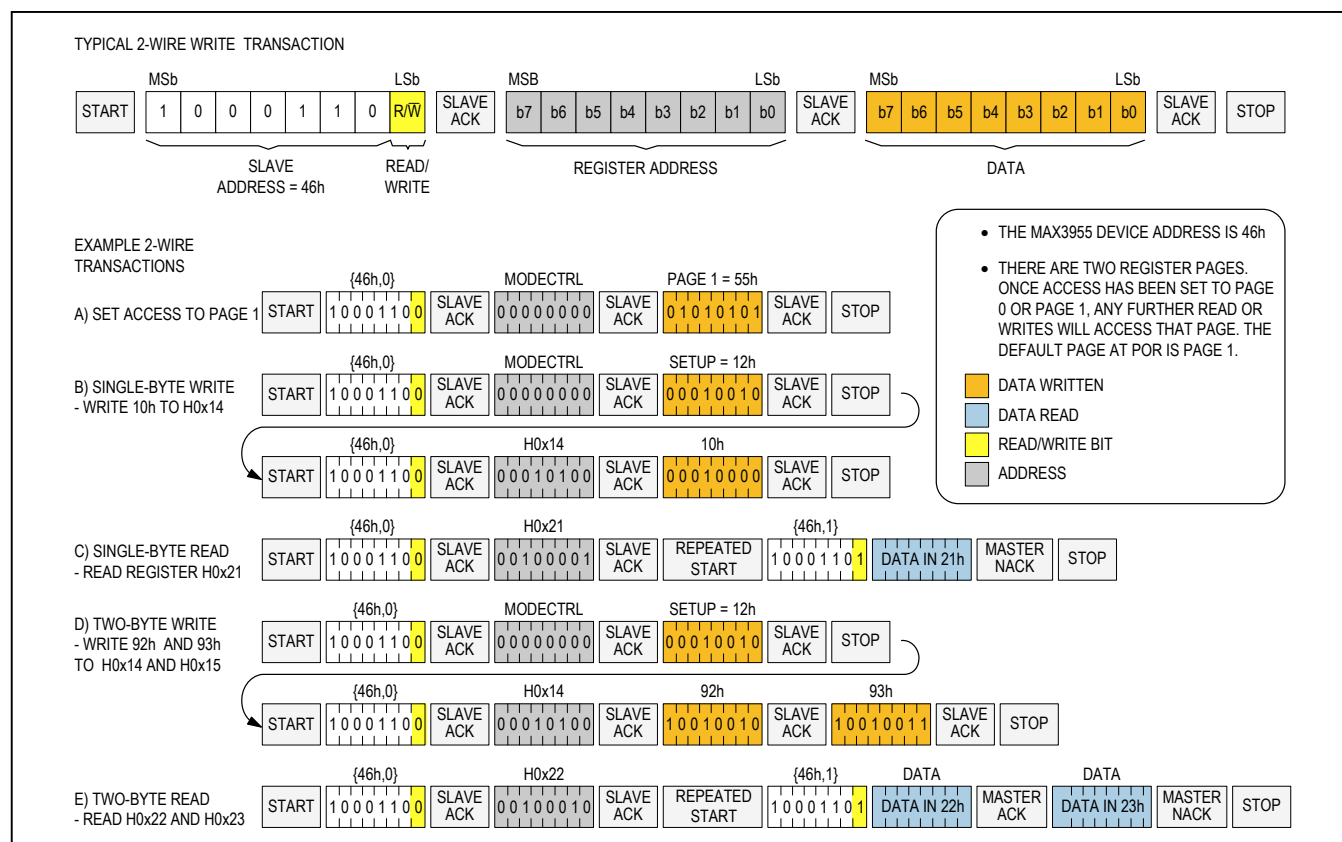 TYPICAL 2-WIRE WRITE TRANSACTION
MSb LSb MSB LSb MSb LSb
START 1 0 0 0 1 1 0 R/W̅ SLAVE ACK b7 b6 b5 b4 b3 b2 b1 b0 SLAVE ACK b7 b6 b5 b4 b3 b2 b1 b0 SLAVE ACK STOP
SLAVE ADDRESS = 46h READ/WRITE REGISTER ADDRESS DATA
EXAMPLE 2-WIRE
TRANSACTIONS
{46h,0} MODECTRL PAGE 1 = 55h
A) SET ACCESS TO PAGE 1 START 10001100 SLAVE ACK 00000000 SLAVE ACK 01010101 SLAVE ACK STOP
{46h,0} MODECTRL SETUP = 12h
B) SINGLE-BYTE WRITE
- WRITE 10h TO H0x14
START 10001100 SLAVE ACK 00000000 SLAVE ACK 00010010 SLAVE ACK STOP
{46h,0} H0x14 10h
START 10001100 SLAVE ACK 00010100 SLAVE ACK 00010000 SLAVE ACK STOP
{46h,0} H0x21 {46h,1}
C) SINGLE-BYTE READ
- READ REGISTER H0x21
START 10001100 SLAVE ACK 00100001 SLAVE ACK REPEATED START 10001101 DATA IN 21h MASTER NACK STOP
{46h,0} MODECTRL SETUP = 12h
D) TWO-BYTE WRITE
- WRITE 92h AND 93h
TO H0x14 AND H0x15
START 10001100 SLAVE ACK 00000000 SLAVE ACK 00010010 SLAVE ACK STOP
{46h,0} H0x14 92h 93h
START 10001100 SLAVE ACK 00010100 SLAVE ACK 10010010 SLAVE ACK 10010011 SLAVE ACK STOP
{46h,0} H0x22 {46h,1} DATA DATA
E) TWO-BYTE READ
- READ H0x22 AND H0x23
START 10001100 SLAVE ACK 00100010 SLAVE ACK REPEATED START 10001101 DATA IN 22h MASTER ACK DATA IN 23h MASTER NACK STOP
• THE MAX3955 DEVICE ADDRESS IS 46h
• THERE ARE TWO REGISTER PAGES.
ONCE ACCESS HAS BEEN SET TO PAGE
0 OR PAGE 1, ANY FURTHER READ OR
WRITES WILL ACCESS THAT PAGE. THE
DEFAULT PAGE AT POR IS PAGE 1.
DATA WRITTEN
DATA READ
READ/WRITE BIT
ADDRESS